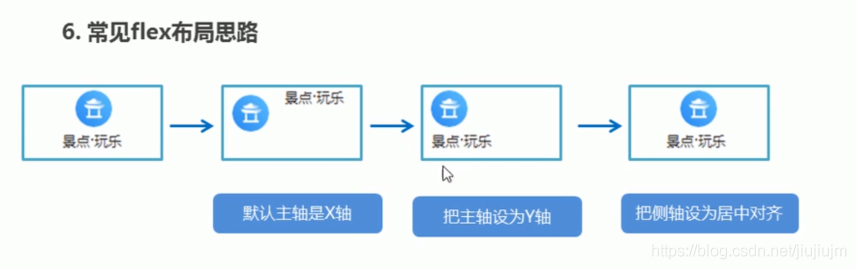 6. 常见flex布局思路
景点·玩乐
景点·玩乐
景点·玩乐
景点·玩乐
默认主轴是X轴
把主轴设为Y轴
把侧轴设为居中对齐
https://blog.csdn.net/jiujiujm